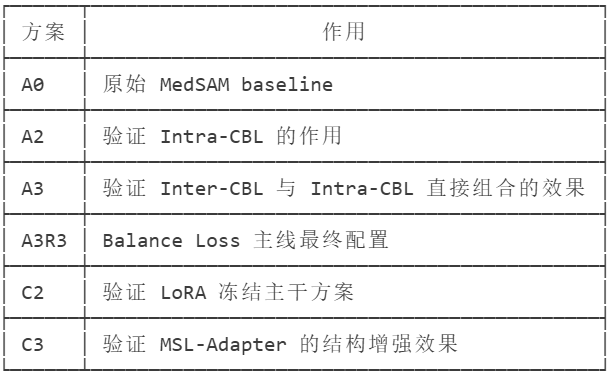 方案 作用
A0 原始 MedSAM baseline
A2 验证 Intra-CBL 的作用
A3 验证 Inter-CBL 与 Intra-CBL 直接组合的效果
A3R3 Balance Loss 主线最终配置
C2 验证 LoRA 冻结主干方案
C3 验证 MSL-Adapter 的结构增强效果